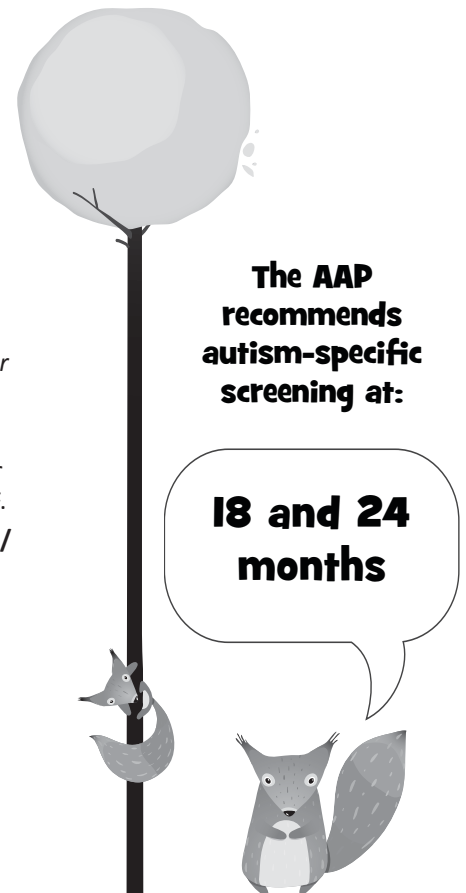 The AAP
recommends
autism-specific
screening at:
18 and 24
months
r
.
/